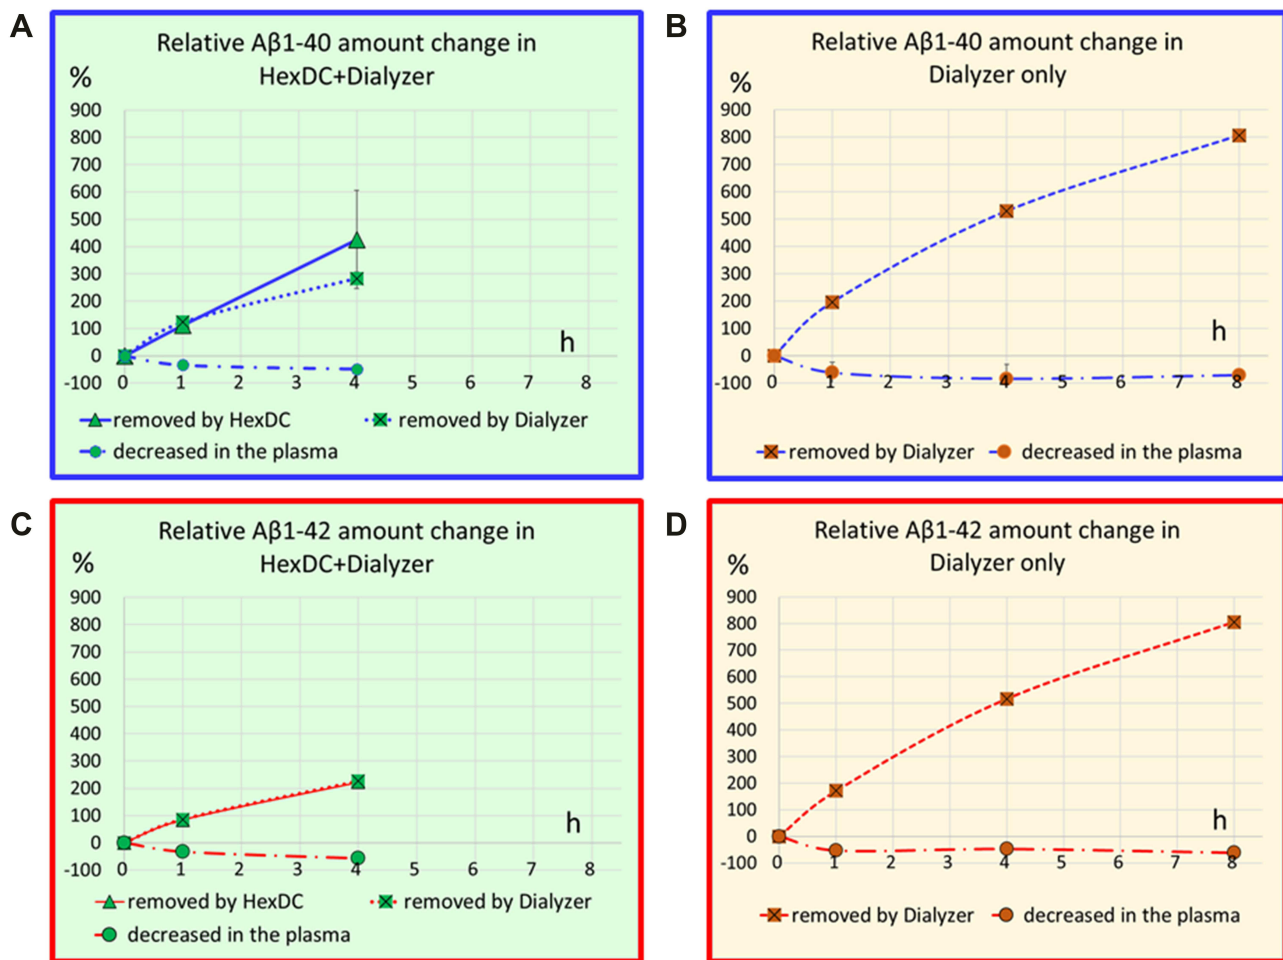 A
Relative Aβ1-40 amount change in
HexDC+Dialyzer
%
900
800
700
600
500
400
300
200
100
0
-100
h
0 1 2 3 4 5 6 7 8
removed by HexDC removed by Dialyzer
decreased in the plasma
B
Relative Aβ1-40 amount change in
Dialyzer only
%
900
800
700
600
500
400
300
200
100
0
-100
h
0 1 2 3 4 5 6 7 8
removed by Dialyzer decreased in the plasma
C
Relative Aβ1-42 amount change in
HexDC+Dialyzer
%
900
800
700
600
500
400
300
200
100
0
-100
h
0 1 2 3 4 5 6 7 8
removed by HexDC removed by Dialyzer
decreased in the plasma
D
Relative Aβ1-42 amount change in
Dialyzer only
%
900
800
700
600
500
400
300
200
100
0
-100
h
0 1 2 3 4 5 6 7 8
removed by Dialyzer decreased in the plasma